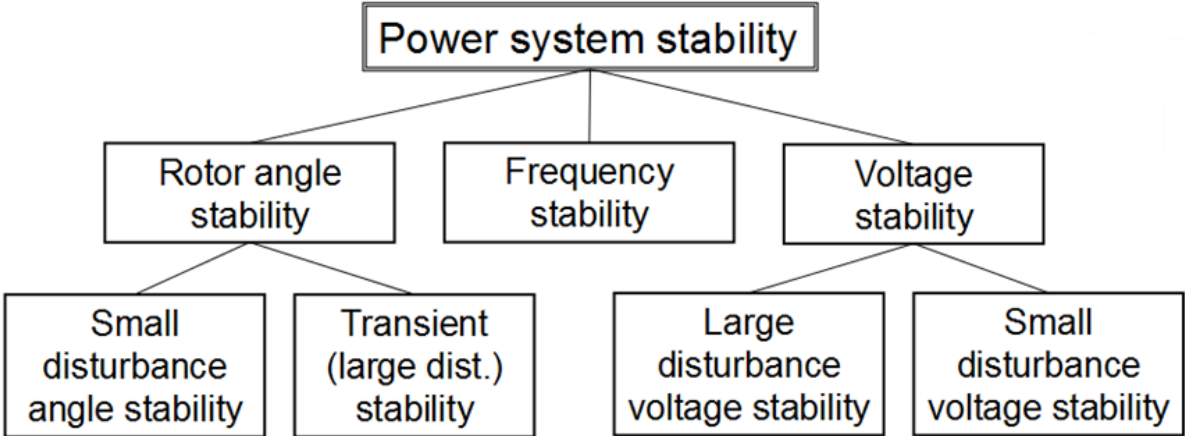 Power system stability
Rotor angle
stability
Frequency
stability
Voltage
stability
Small
disturbance
angle stability
Transient
(large dist.)
stability
Large
disturbance
voltage stability
Small
disturbance
voltage stability